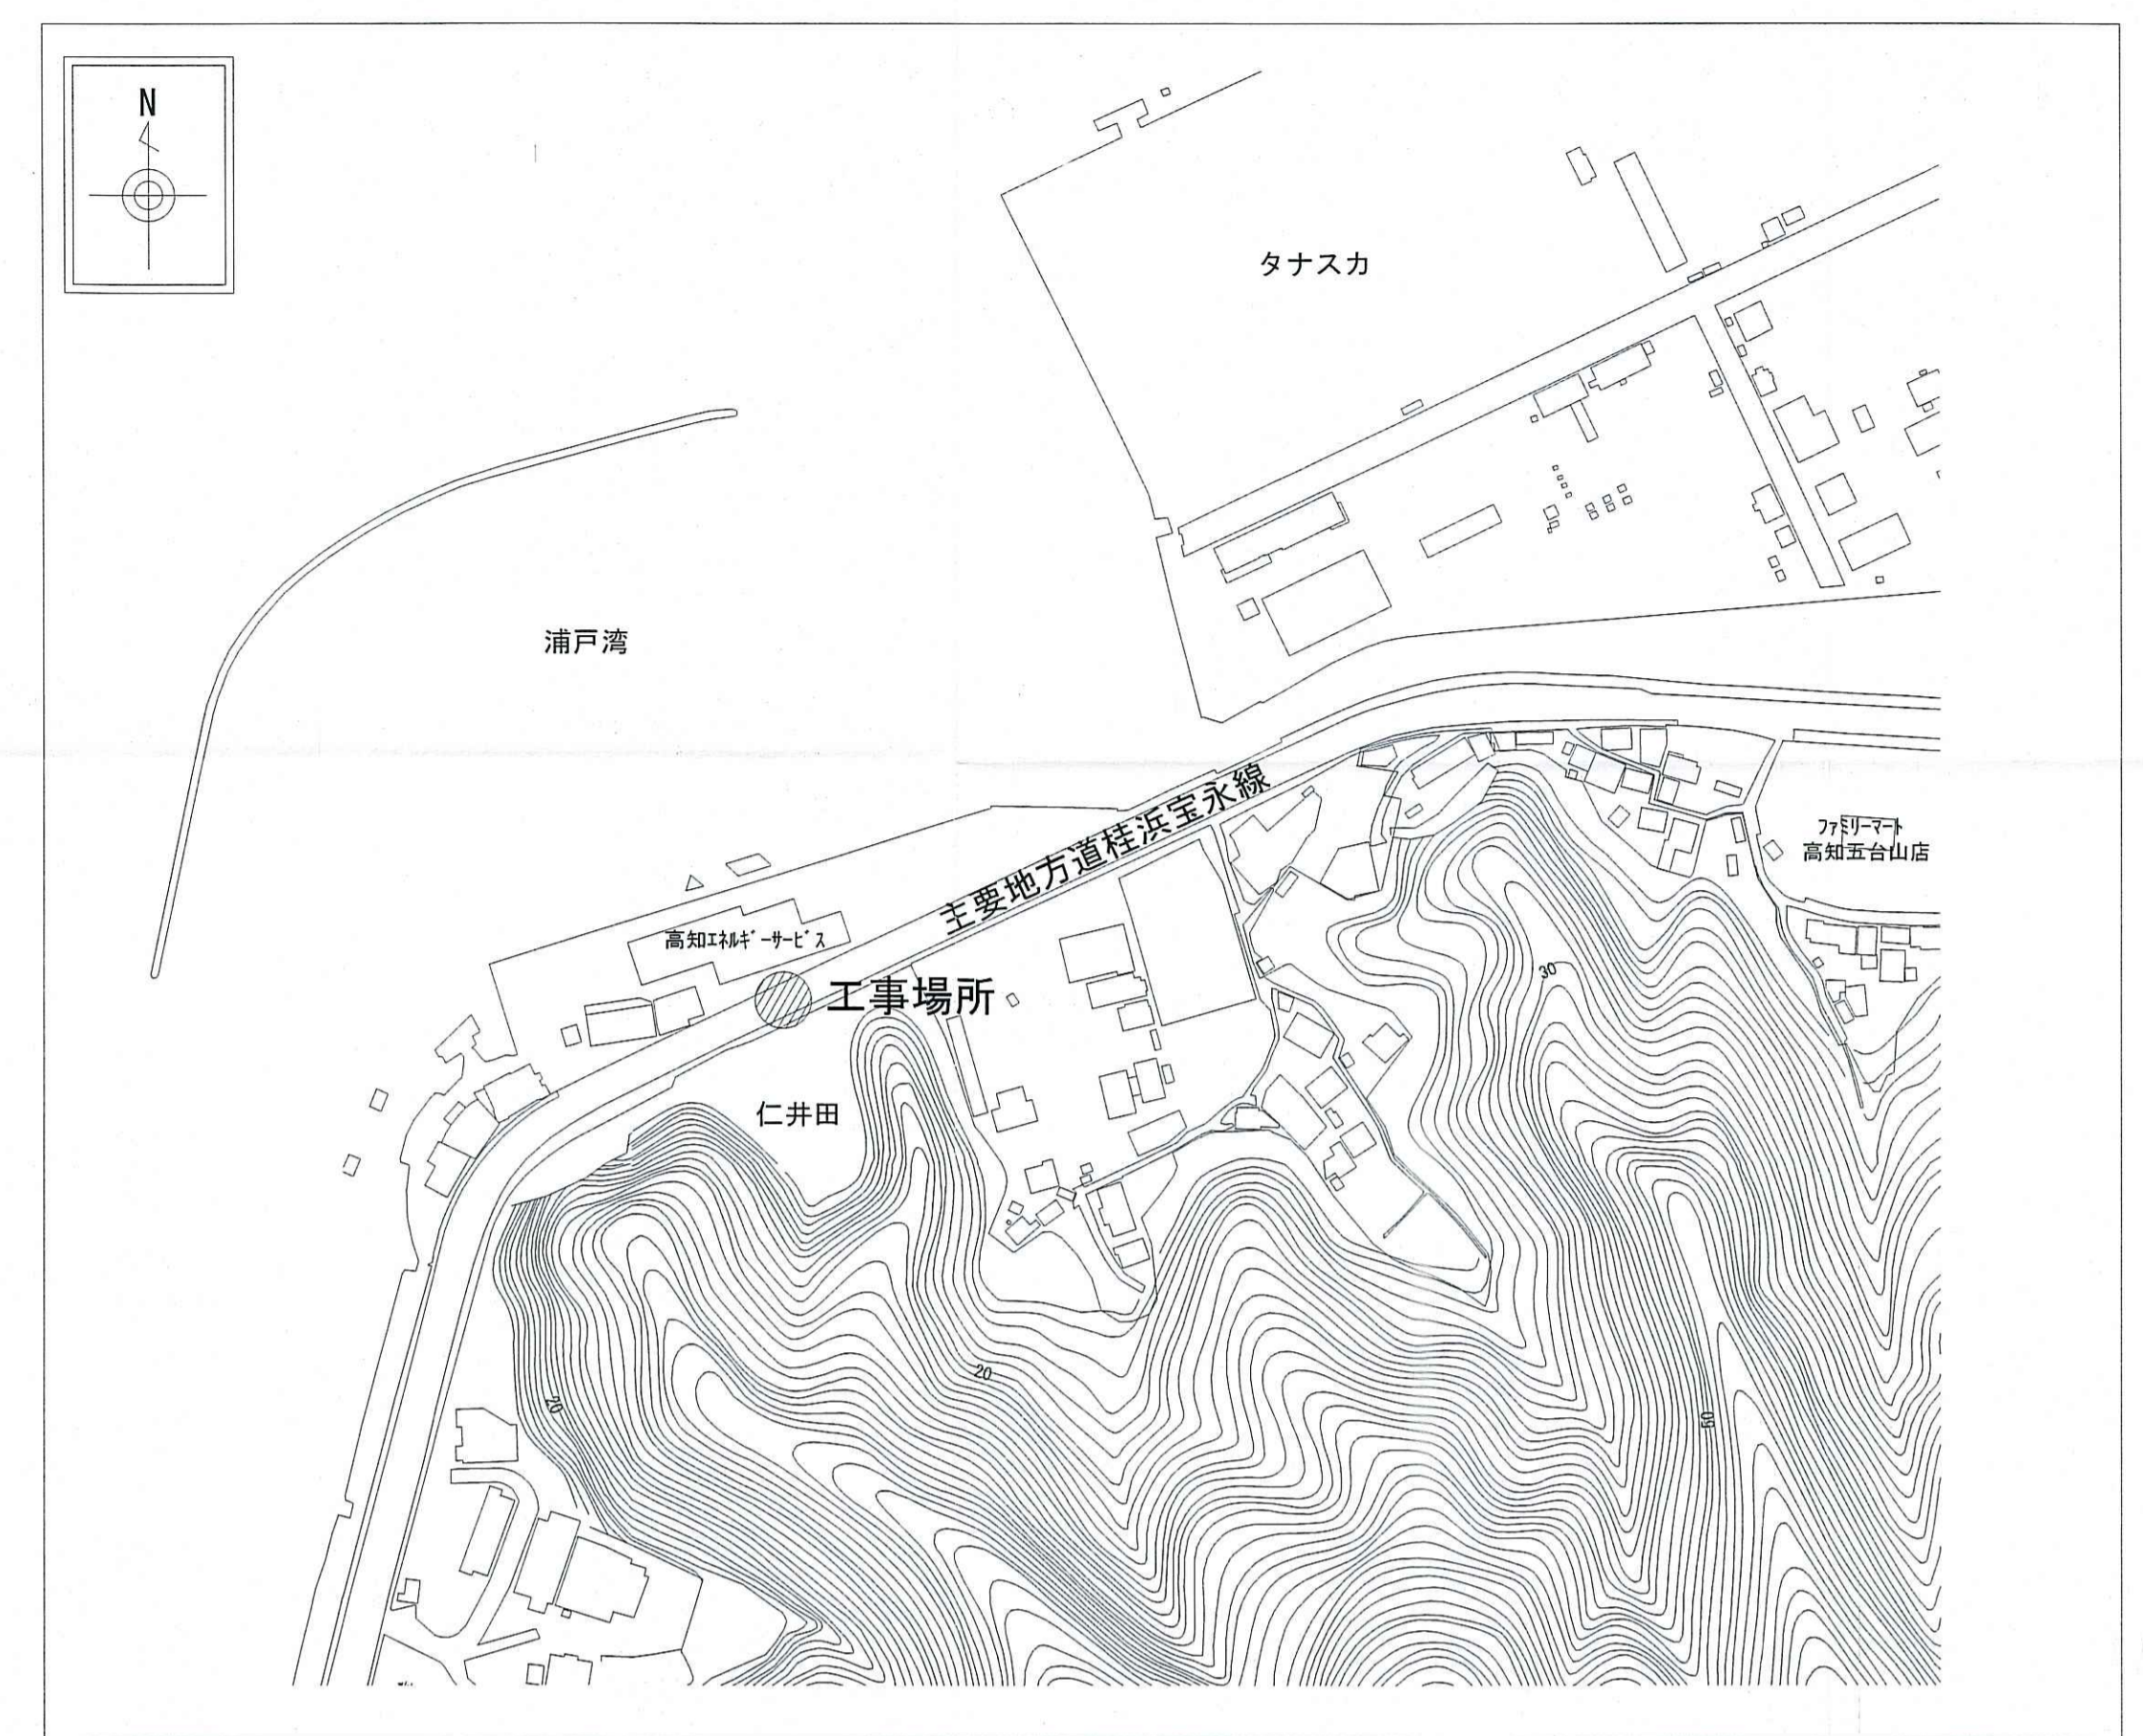 N
タナスカ
浦戸湾
主要地方道桂浜宝永線
ファミリーマート
高知五台山店
高知エネルギーサービス
工事場所
30
仁井田
20
20
60